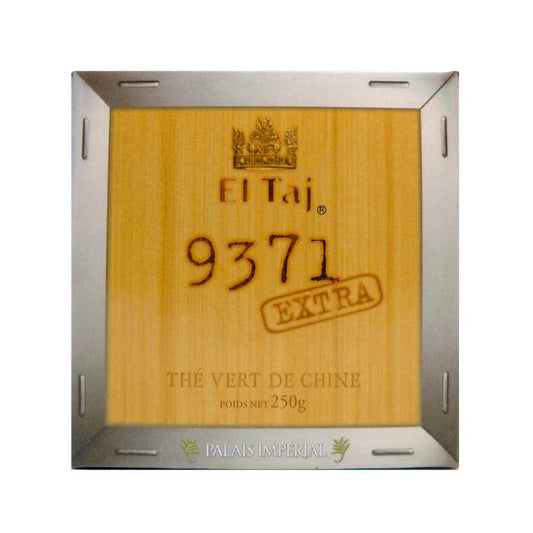 El Taj ®
9371
EXTRA
THÉ VERT DE CHINE
POIDS NET 250g
PALAIS IMPERIAL